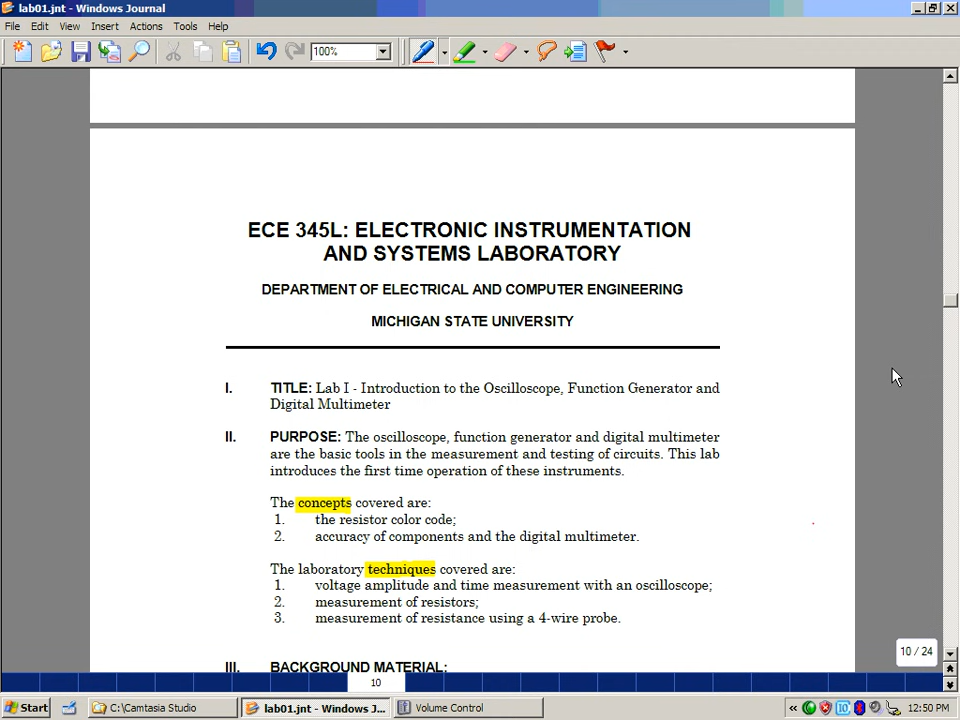 lab01.jnt - Windows Journal
File Edit View Insert Actions Tools Help
100%
ECE 345L: ELECTRONIC INSTRUMENTATION
AND SYSTEMS LABORATORY
DEPARTMENT OF ELECTRICAL AND COMPUTER ENGINEERING
MICHIGAN STATE UNIVERSITY
I. TITLE: Lab I - Introduction to the Oscilloscope, Function Generator and
Digital Multimeter
II. PURPOSE: The oscilloscope, function generator and digital multimeter
are the basic tools in the measurement and testing of circuits. This lab
introduces the first time operation of these instruments.
The concepts covered are:
1. the resistor color code;
2. accuracy of components and the digital multimeter.
The laboratory techniques covered are:
1. voltage amplitude and time measurement with an oscilloscope;
2. measurement of resistors;
3. measurement of resistance using a 4-wire probe.
10 / 24
III. BACKGROUND MATERIAL:
10
Start C:\Camtasia Studio lab01.jnt - Windows J... Volume Control « 12:50 PM